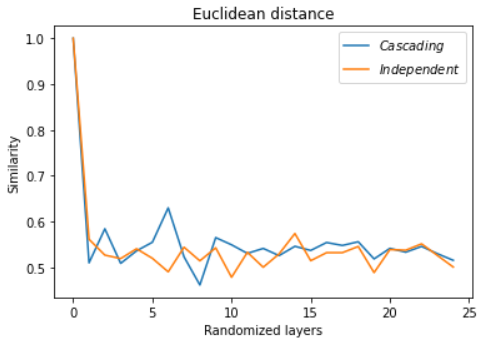 Euclidean distance
Cascading
Independent
1.0
0.9
0.8
0.7
0.6
0.5
Similarity
0 5 10 15 20 25
Randomized layers